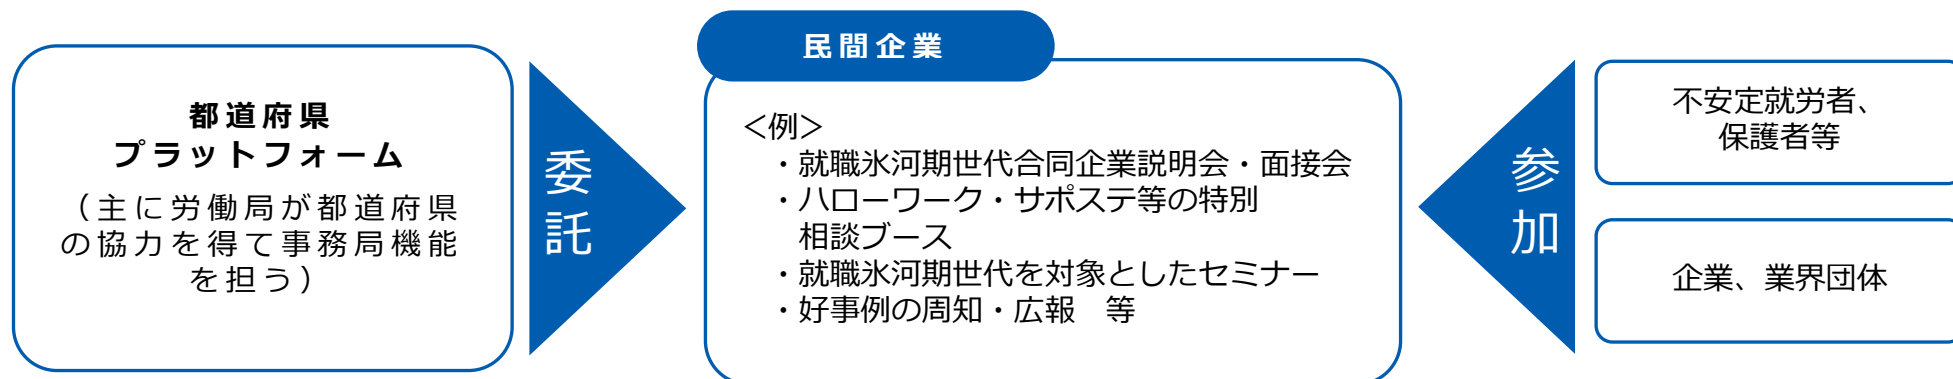 都道府県
プラットフォーム
（主に労働局が都道府県
の協力を得て事務局機能
を担う）
委
託
民間企業
＜例＞
・就職氷河期世代合同企業説明会・面接会
・ハローワーク・サポステ等の特別
相談ブース
・就職氷河期世代を対象としたセミナー
・好事例の周知・広報　等
参
加
不安定就労者、
保護者等
企業、業界団体